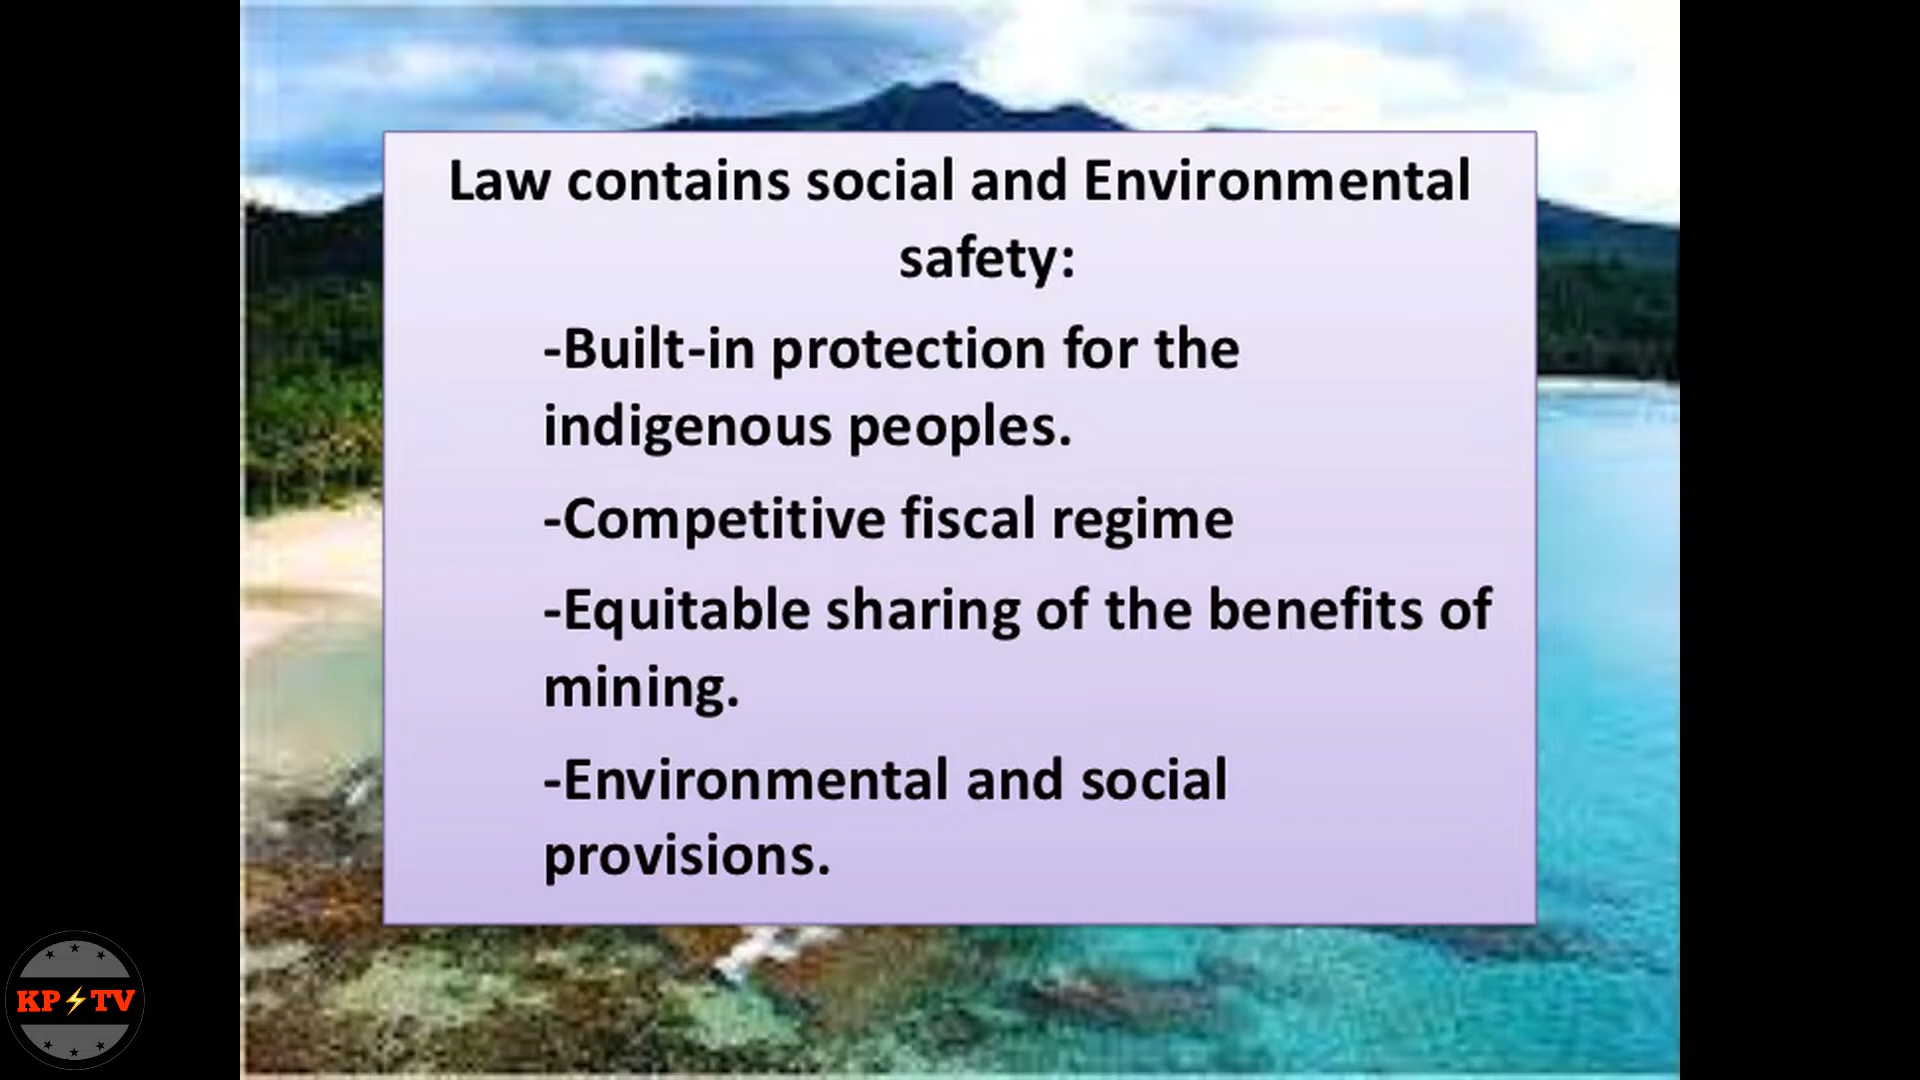 Law contains social and Environmental
safety:
-Built-in protection for the
indigenous peoples.
-Competitive fiscal regime
-Equitable sharing of the benefits of
mining.
-Environmental and social
provisions.
KP⚡TV